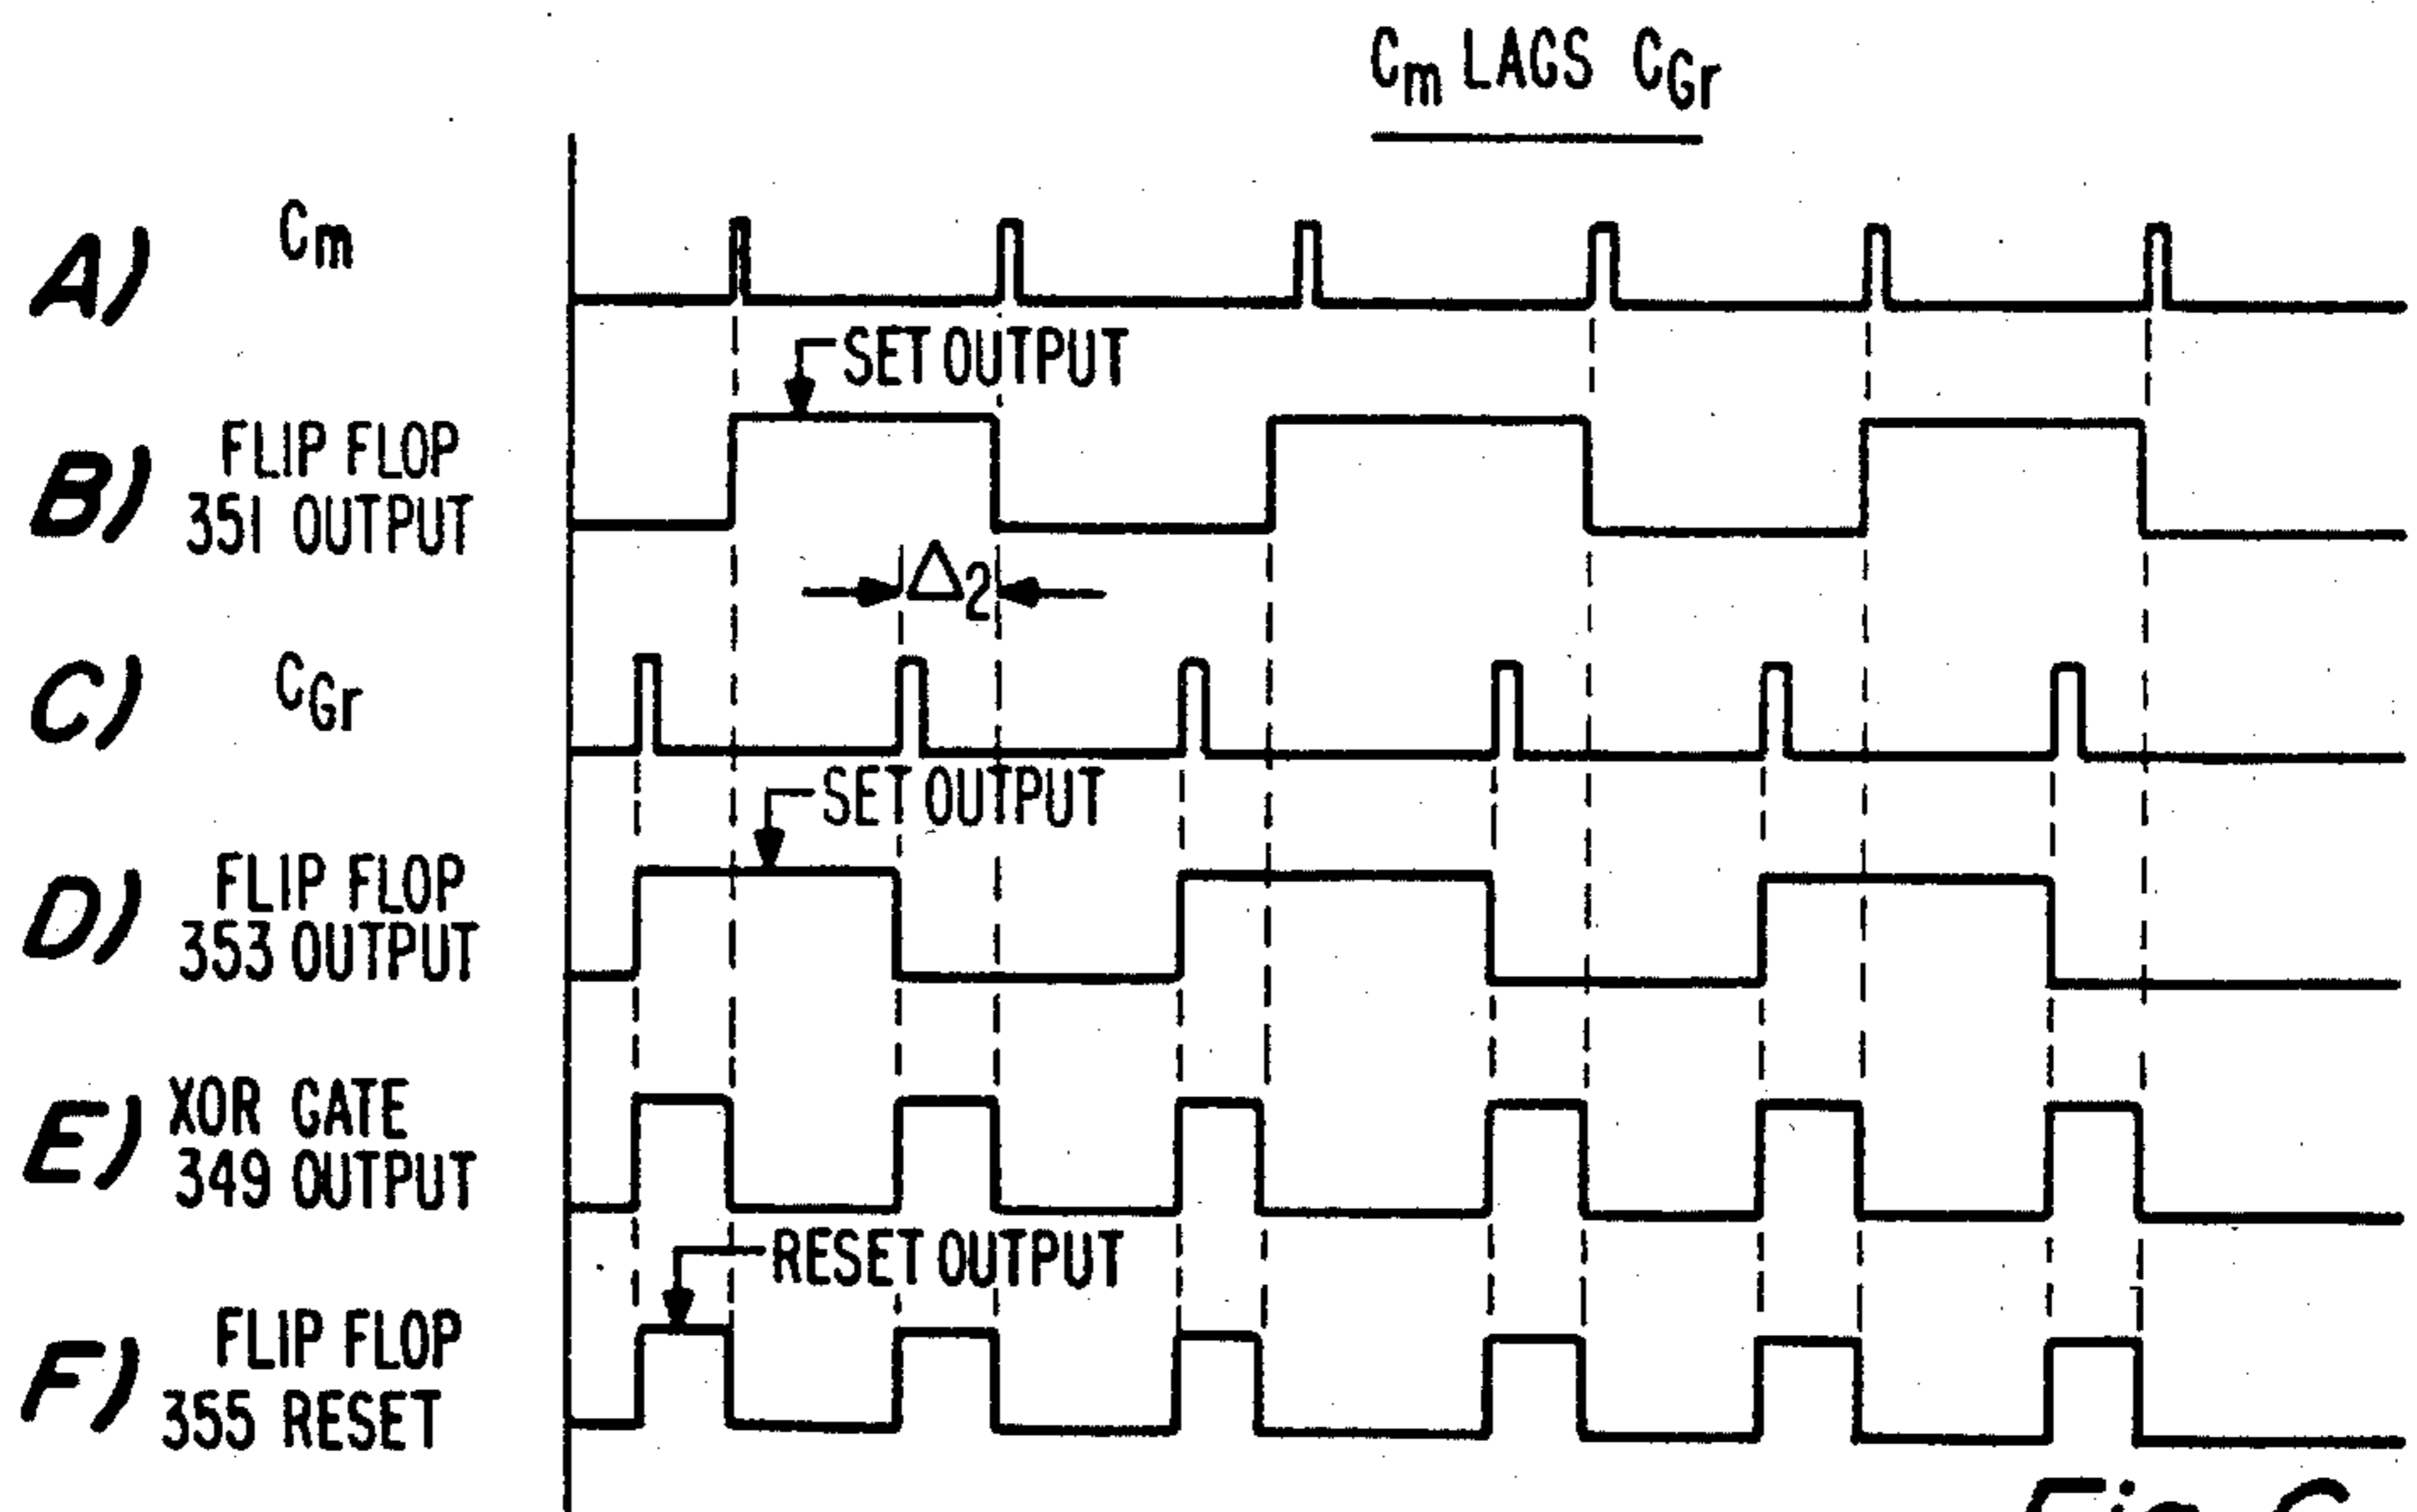 Cm LAGS CGr
A) Cm
SET OUTPUT
B) FLIP FLOP
351 OUTPUT
Δ2
C) CGr
SET OUTPUT
D) FLIP FLOP
353 OUTPUT
E) XOR GATE
349 OUTPUT
RESET OUTPUT
F) FLIP FLOP
355 RESET